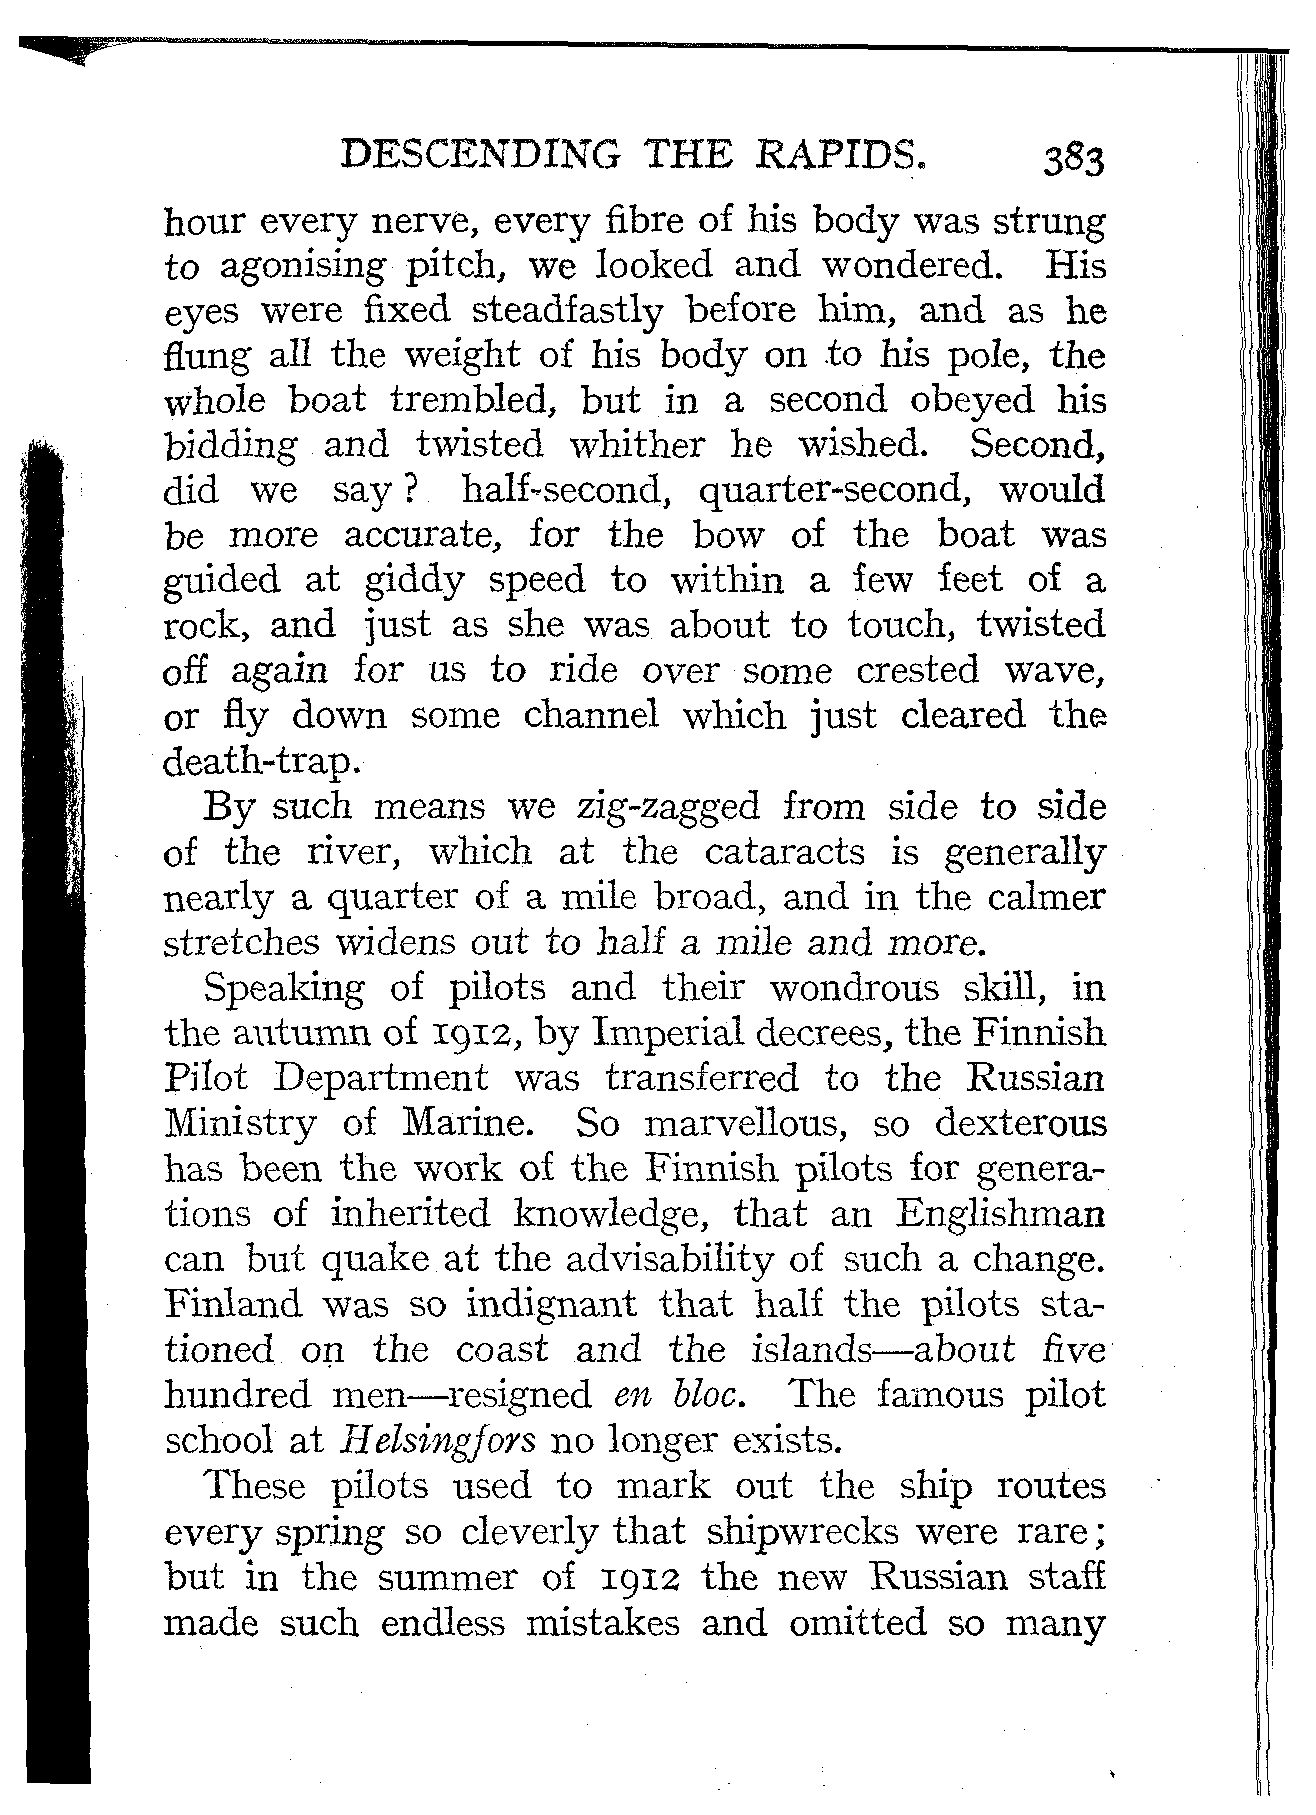 DESCENDING THE RAPIDS. 383
hour every nerve, every fibre of his body was strung
to agonising pitch, we looked and wondered. His
eyes were fixed steadfastly before him, and as he
flung all the weight of his body on to his pole, the
whole boat trembled, but in a second obeyed his
bidding and twisted whither he wished. Second,
did we say? half-second, quarter-second, would
be more accurate, for the bow of the boat was
guided at giddy speed to within a few feet of a
rock, and just as she was about to touch, twisted
off again for us to ride over some crested wave,
or fly down some channel which just cleared the
death-trap.
By such means we zig-zagged from side to side
of the river, which at the cataracts is generally
nearly a quarter of a mile broad, and in the calmer
stretches widens out to half a mile and more.
Speaking of pilots and their wondrous skill, in
the autumn of 1912, by Imperial decrees, the Finnish
Pilot Department was transferred to the Russian
Ministry of Marine. So marvellous, so dexterous
has been the work of the Finnish pilots for genera-
tions of inherited knowledge, that an Englishman
can but quake at the advisability of such a change.
Finland was so indignant that half the pilots sta-
tioned on the coast and the islands—about five
hundred men—resigned en bloc. The famous pilot
school at Helsingfors no longer exists.
These pilots used to mark out the ship routes
every spring so cleverly that shipwrecks were rare;
but in the summer of 1912 the new Russian staff
made such endless mistakes and omitted so many